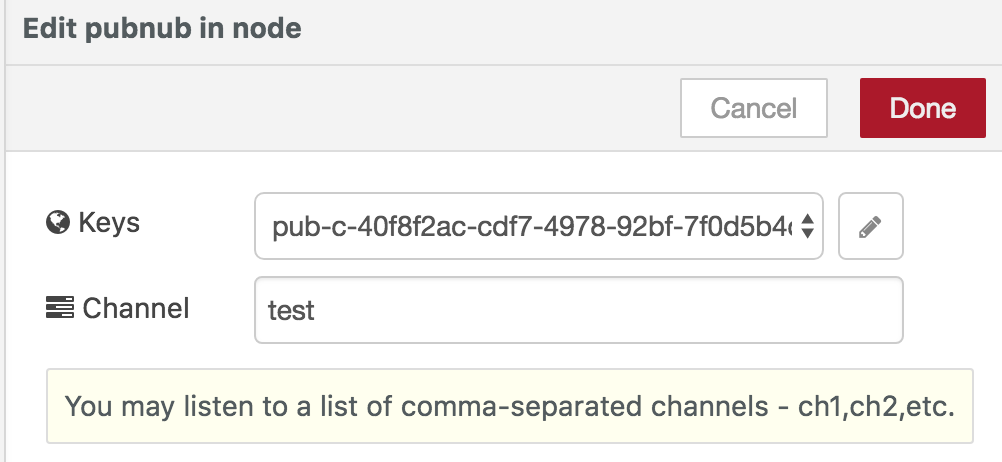 Edit pubnub in node
Cancel Done
Keys pub-c-40f8f2ac-cdf7-4978-92bf-7f0d5b4
Channel test
You may listen to a list of comma-separated channels - ch1,ch2,etc.